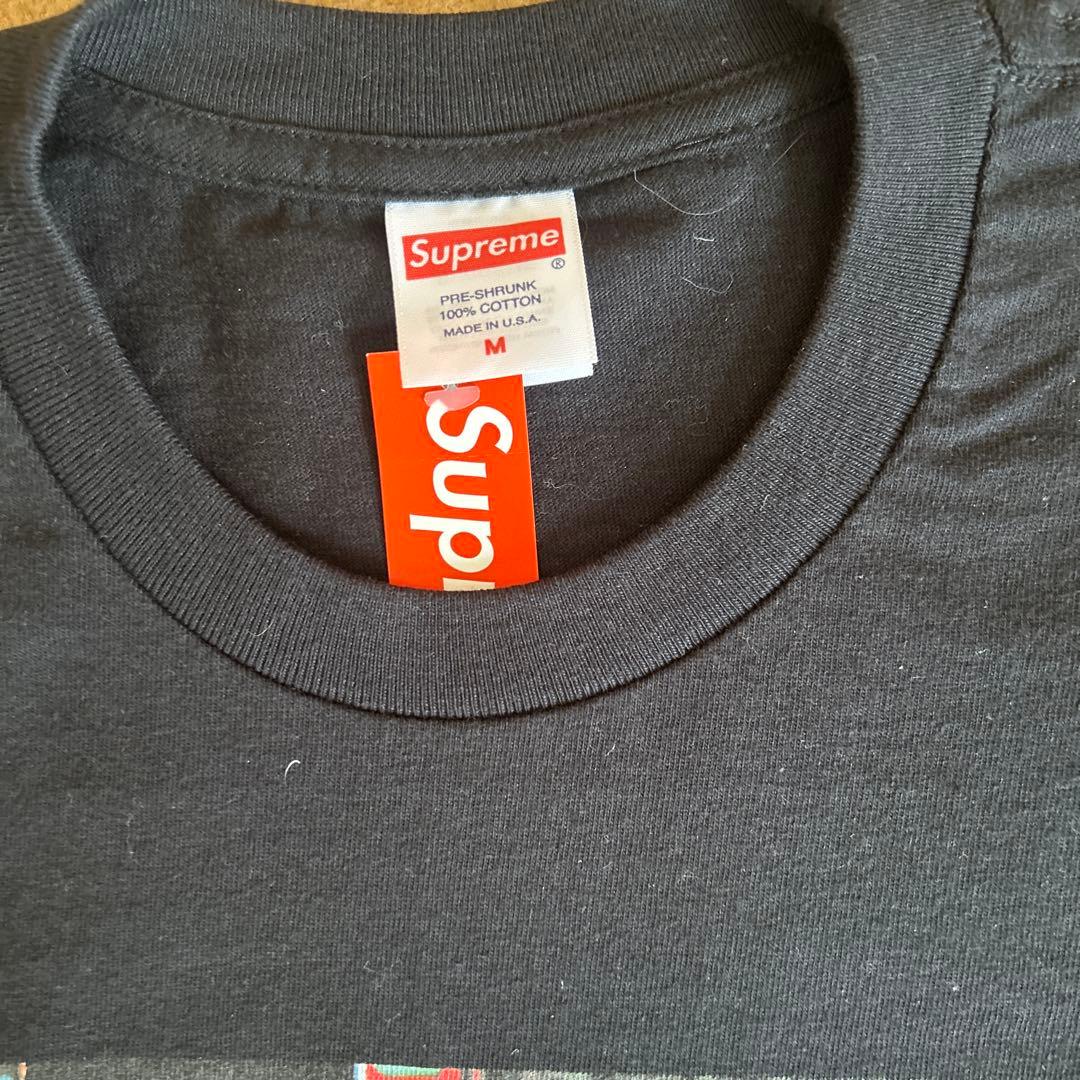 Supreme
®
PRE-SHRUNK
100% COTTON
MADE IN U.S.A.
M
Sup